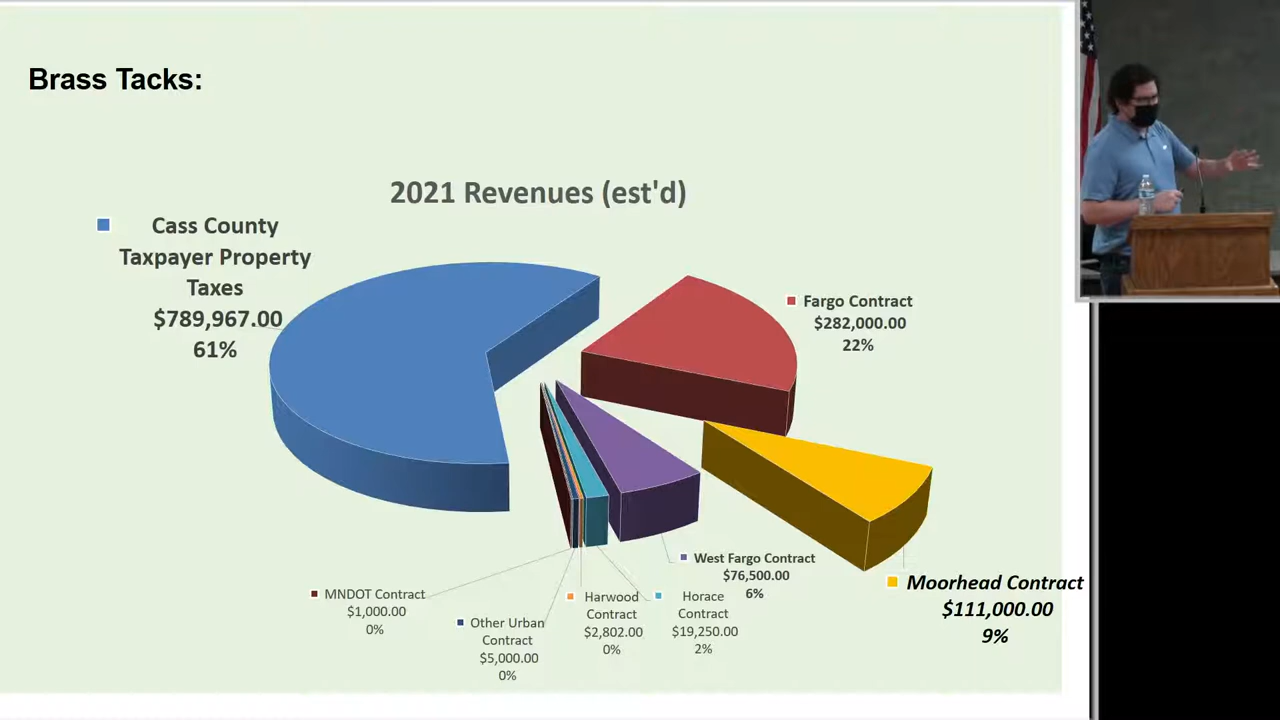 Brass Tacks:
2021 Revenues (est'd)
Cass County
Taxpayer Property
Taxes
$789,967.00
61%
Fargo Contract
$282,000.00
22%
West Fargo Contract
$76,500.00
6%
Moorhead Contract
$111,000.00
9%
MNDOT Contract
$1,000.00
0%
Other Urban
Contract
$5,000.00
0%
Harwood
Contract
$2,802.00
0%
Horace
Contract
$19,250.00
2%